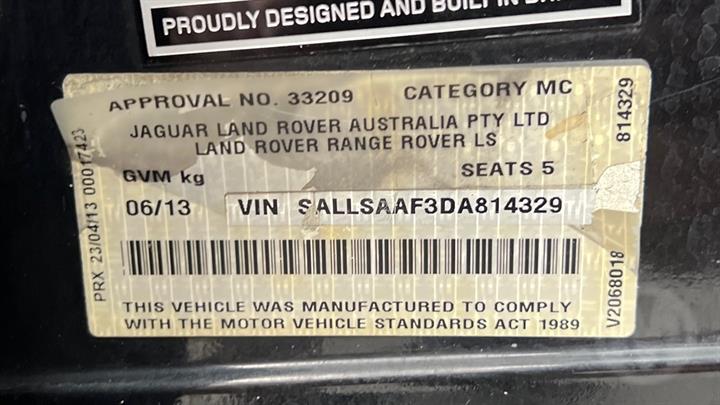 PROUDLY DESIGNED AND BUILT IN
APPROVAL NO. 33209 CATEGORY MC
JAGUAR LAND ROVER AUSTRALIA PTY LTD
LAND ROVER RANGE ROVER LS
GVM kg SEATS 5
06/13 VIN SALLSAAF3DA814329
THIS VEHICLE WAS MANUFACTURED TO COMPLY
WITH THE MOTOR VEHICLE STANDARDS ACT 1989
PRX 23/04/13 00017423
814329
V2068018